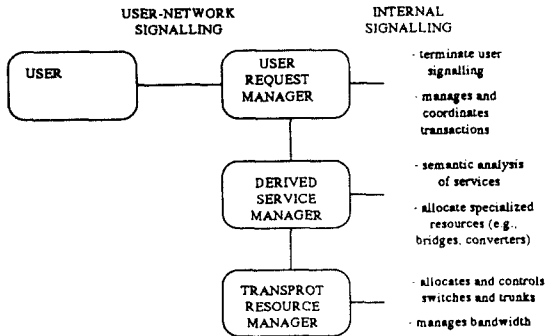 USER-NETWORK
SIGNALLING
INTERNAL
SIGNALLING
USER
USER
REQUEST
MANAGER
- terminate user
signalling
- manages and
coordinates
transactions
DERIVED
SERVICE
MANAGER
- semantic analysis
of services
- allocate specialized
resources (e.g.,
bridges, converters)
TRANSPROT
RESOURCE
MANAGER
- allocates and controls
switches and trunks
- manages bandwidth